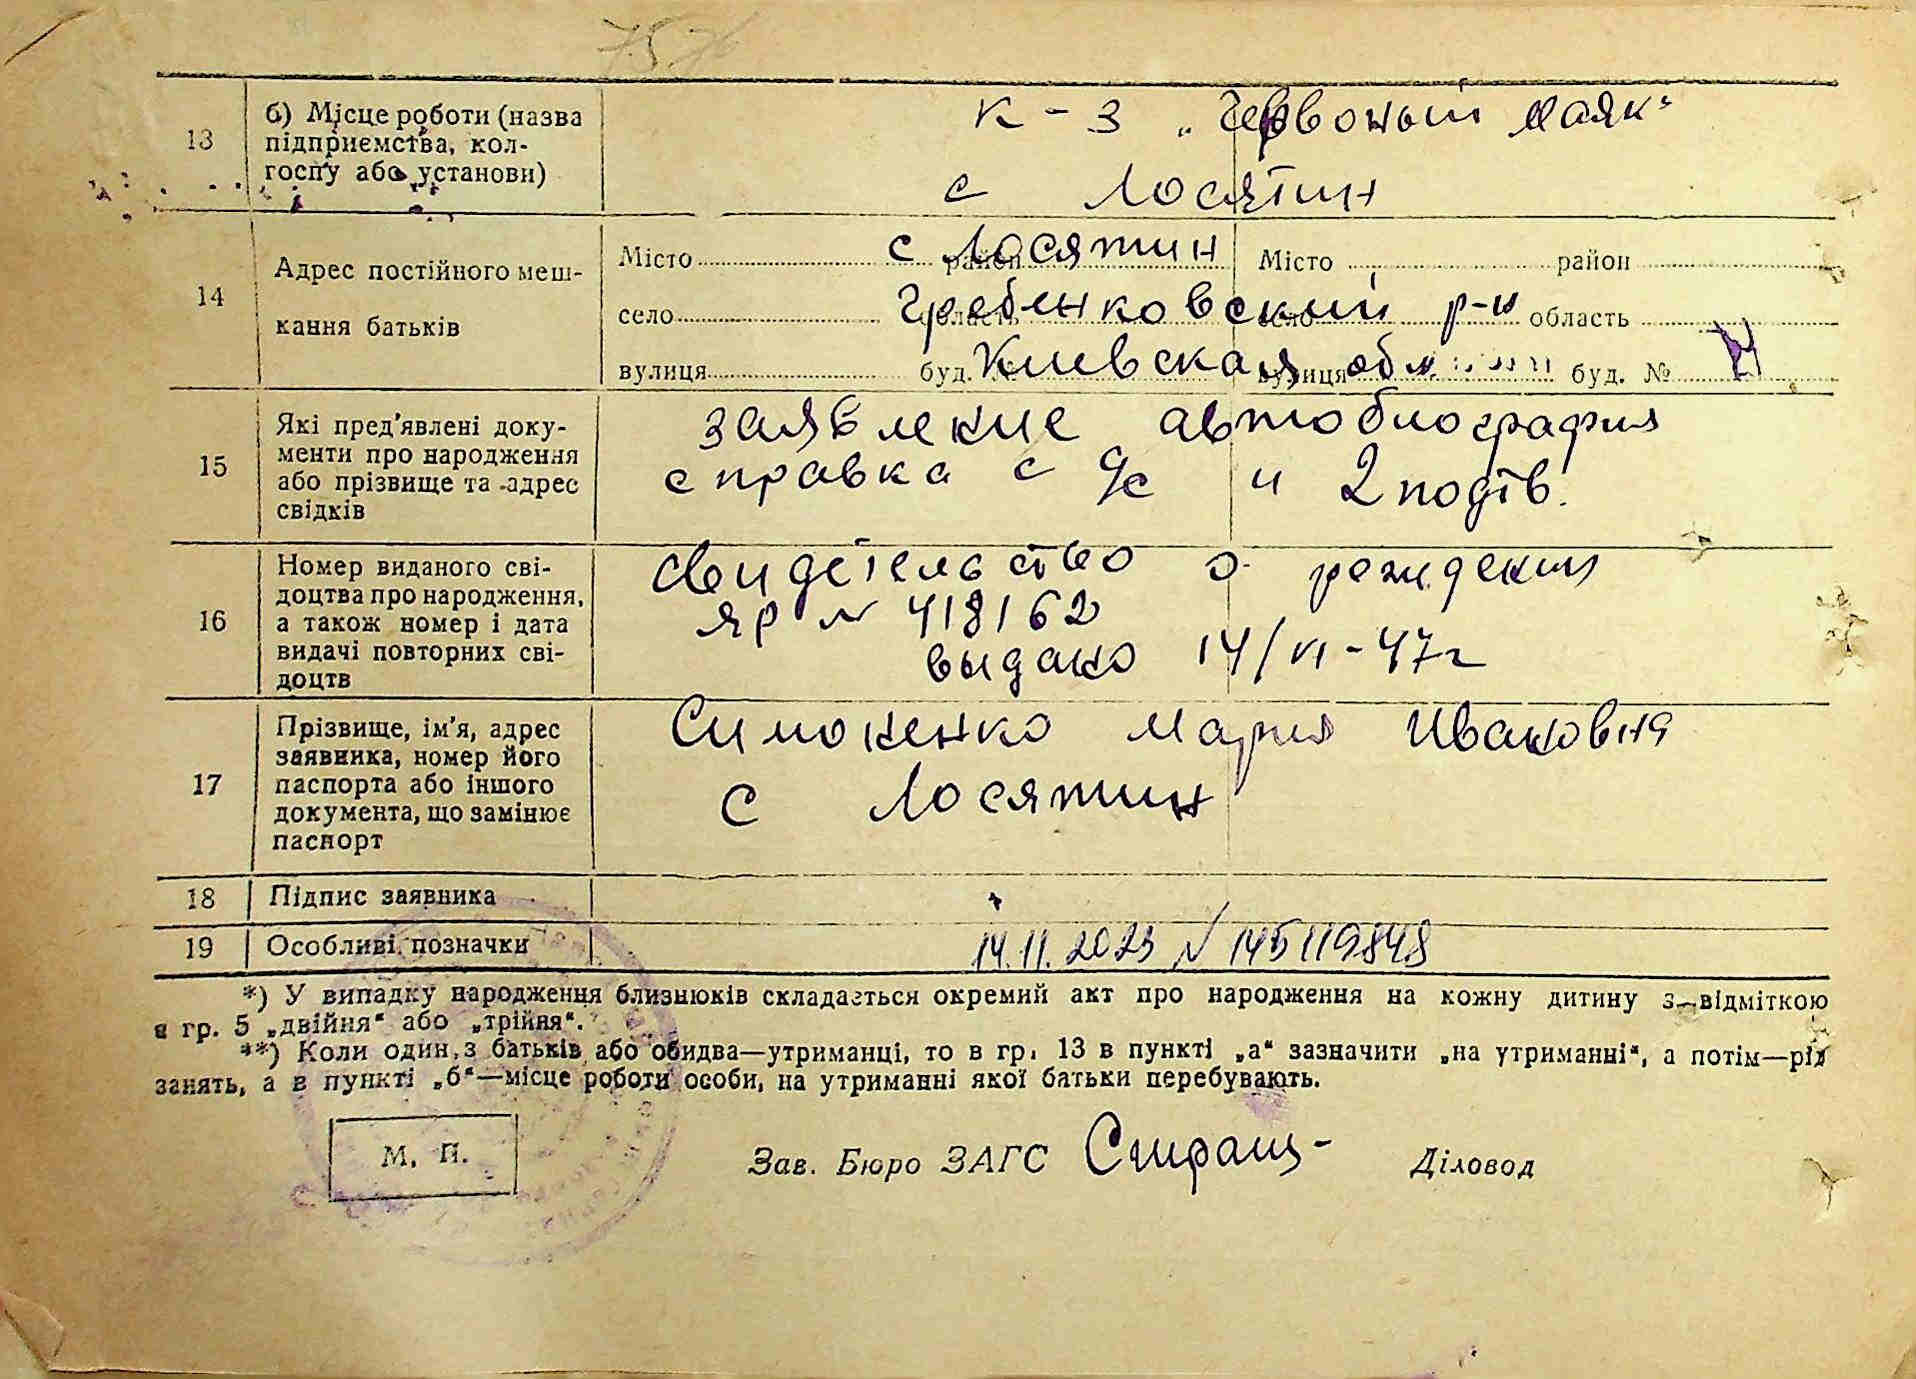 13
б) Місце роботи (назва
підприємства, кол-
госпу або установи)
к-з „Червоный маяк"
с Лосятин
14
Адрес постійного меш-
кання батьків
Місто район Місто район
село область село область
вулиця буд. № вулиця буд. №
с Лосятин
Гребенковский р-н
Киевская обл.
15
Які пред'явлені доку-
менти про народження
або прізвище та адрес
свідків
заявление автобиография
справка с с/с и 2 подтв.
16
Номер виданого сві-
доцтва про народження,
а також номер і дата
видачі повторних сві-
доцтв
Свидетельство о рождении
ЯР № 418162
выдано 14/VI-47г
17
Прізвище, ім'я, адрес
заявника, номер його
паспорта або іншого
документа, що замінює
паспорт
Симоненко Мария Ивановна
с Лосятин
18
Підпис заявника
19
Особливі позначки
14.11.2023 № 145119848
*) У випадку народження близнюків складається окремий акт про народження на кожну дитину з відміткою
в гр. 5 „двійня" або „трійня".
**) Коли один з батьків або обидва—утриманці, то в гр. 13 в пункті „а" зазначити „на утриманні", а потім—рід
занять, а в пункті „б"—місце роботи особи, на утриманні якої батьки перебувають.
М. П.
Зав. Бюро ЗАГС
Діловод